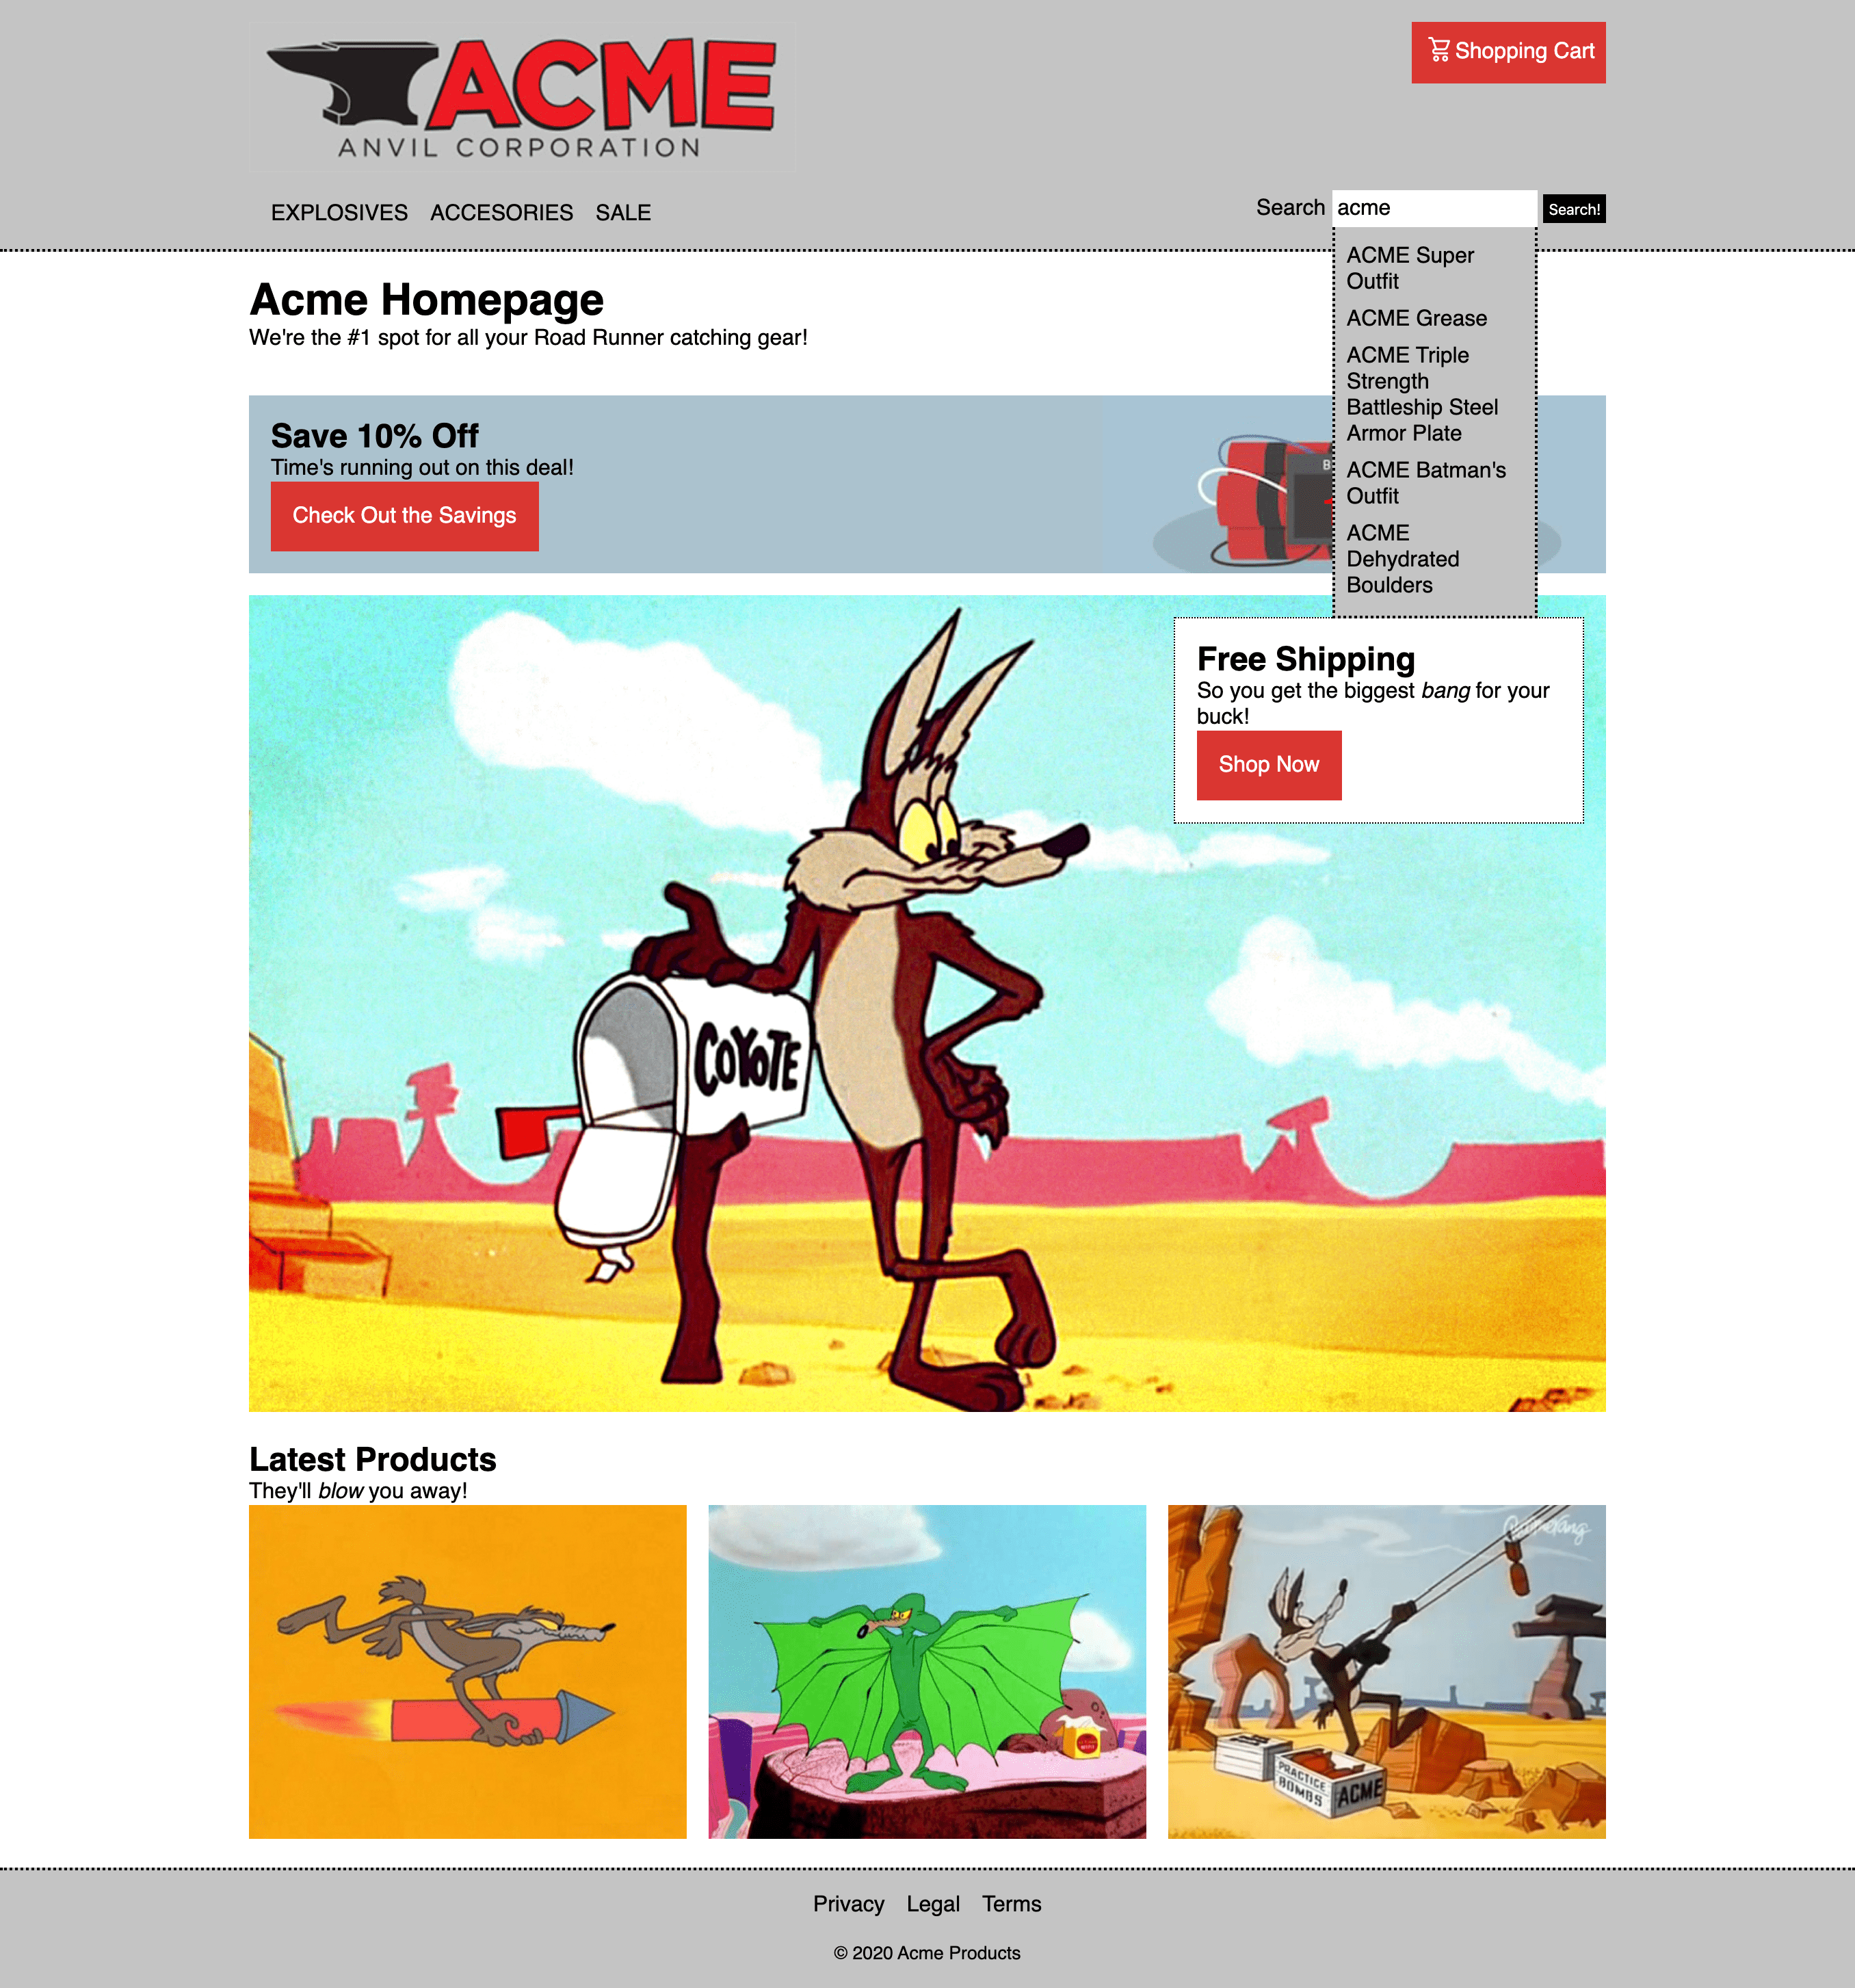 ACME
ANVIL CORPORATION
Shopping Cart
EXPLOSIVES ACCESORIES SALE
Search acme Search!
ACME Super
Outfit
ACME Grease
ACME Triple
Strength
Battleship Steel
Armor Plate
ACME Batman's
Outfit
ACME
Dehydrated
Boulders
Acme Homepage
We're the #1 spot for all your Road Runner catching gear!
Save 10% Off
Time's running out on this deal!
Check Out the Savings
B
Free Shipping
So you get the biggest bang for your
buck!
Shop Now
COYOTE
Latest Products
They'll blow you away!
Boomerang
PRACTICE
BOMBS
ACME
Privacy Legal Terms
© 2020 Acme Products